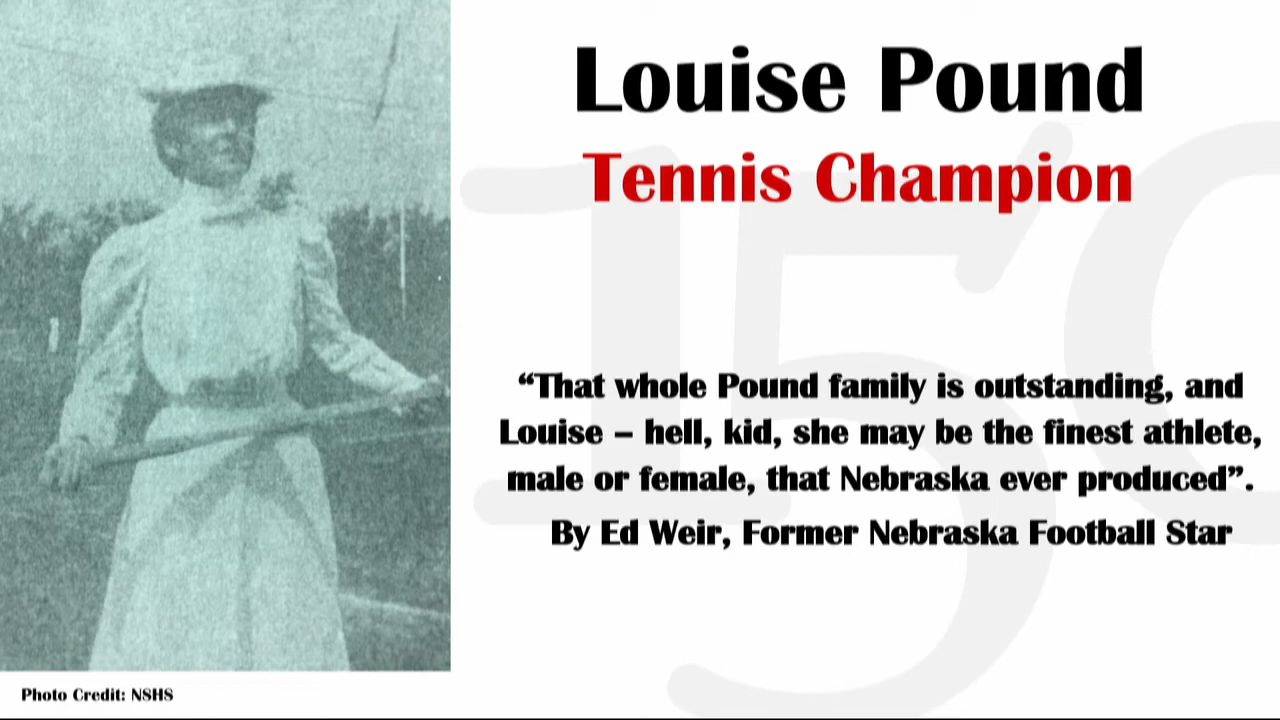 Louise Pound
Tennis Champion
“That whole Pound family is outstanding, and
Louise – hell, kid, she may be the finest athlete,
male or female, that Nebraska ever produced”.
By Ed Weir, Former Nebraska Football Star
Photo Credit: NSHS
150